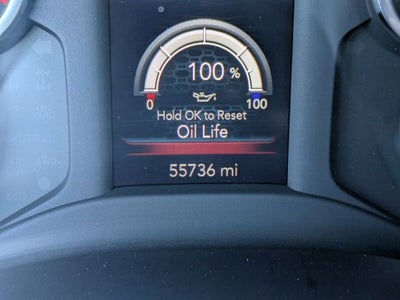 100 %
0 100
Hold OK to Reset
Oil Life
55736 mi